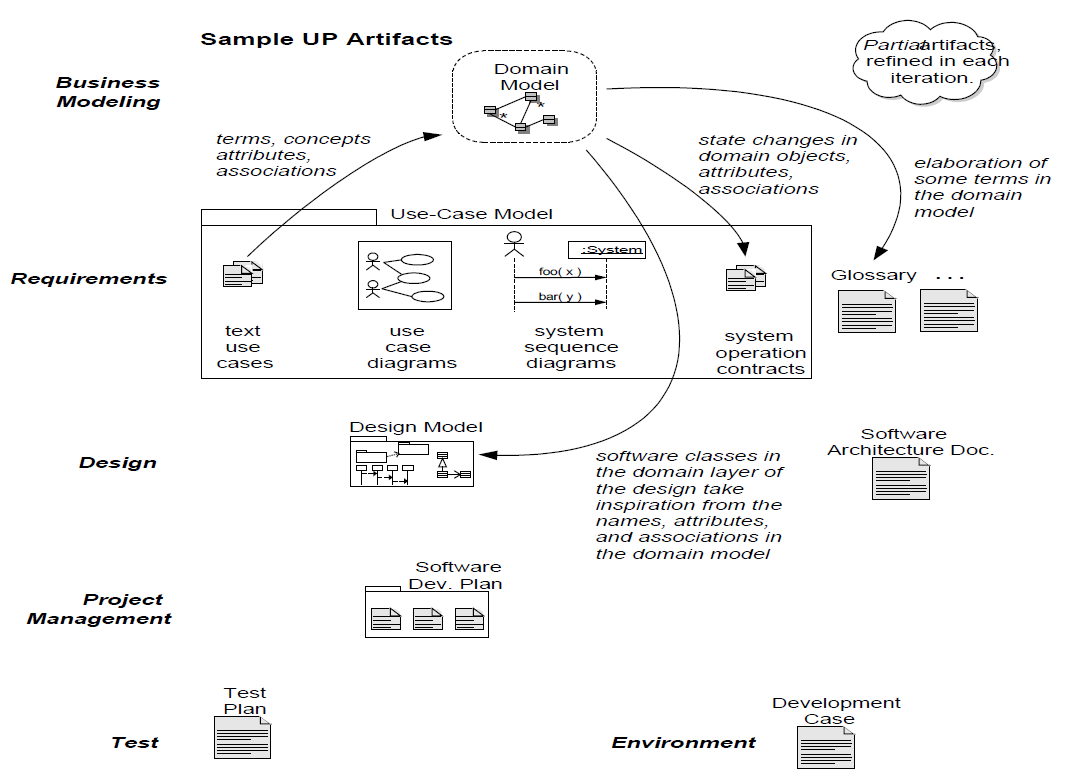 Sample UP Artifacts
Partial artifacts,
refined in each
iteration.
Business
Modeling
Domain
Model
*
*
terms, concepts
attributes,
associations
state changes in
domain objects,
attributes,
associations
elaboration of
some terms in
the domain
model
Requirements
Use-Case Model
:System
foo( x )
bar( y )
text
use
cases
use
case
diagrams
system
sequence
diagrams
system
operation
contracts
Glossary
. . .
Design
Design Model
software classes in
the domain layer of
the design take
inspiration from the
names, attributes,
and associations in
the domain model
Software
Architecture Doc.
Project
Management
Software
Dev. Plan
Test
Test
Plan
Environment
Development
Case